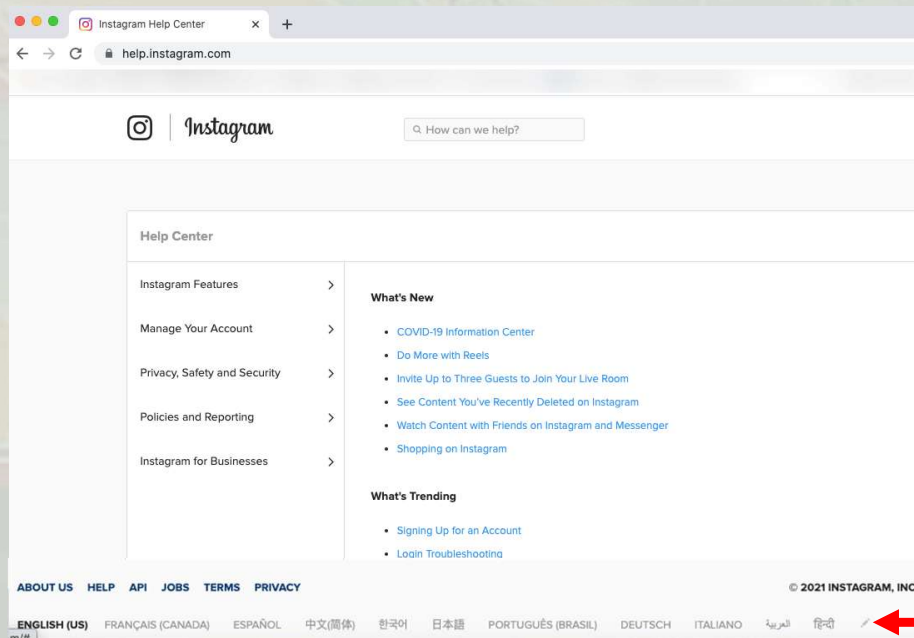 Instagram Help Center
help.instagram.com
Instagram
How can we help?
Help Center
Instagram Features
Manage Your Account
Privacy, Safety and Security
Policies and Reporting
Instagram for Businesses
What's New
COVID-19 Information Center
Do More with Reels
Invite Up to Three Guests to Join Your Live Room
See Content You've Recently Deleted on Instagram
Watch Content with Friends on Instagram and Messenger
Shopping on Instagram
What's Trending
Signing Up for an Account
Login Troubleshooting
ABOUT US HELP API JOBS TERMS PRIVACY © 2021 INSTAGRAM, INC
ENGLISH (US) FRANÇAIS (CANADA) ESPAÑOL 中文(简体) 한국어 日本語 PORTUGUÊS (BRASIL) DEUTSCH ITALIANO العربية हिन्दी